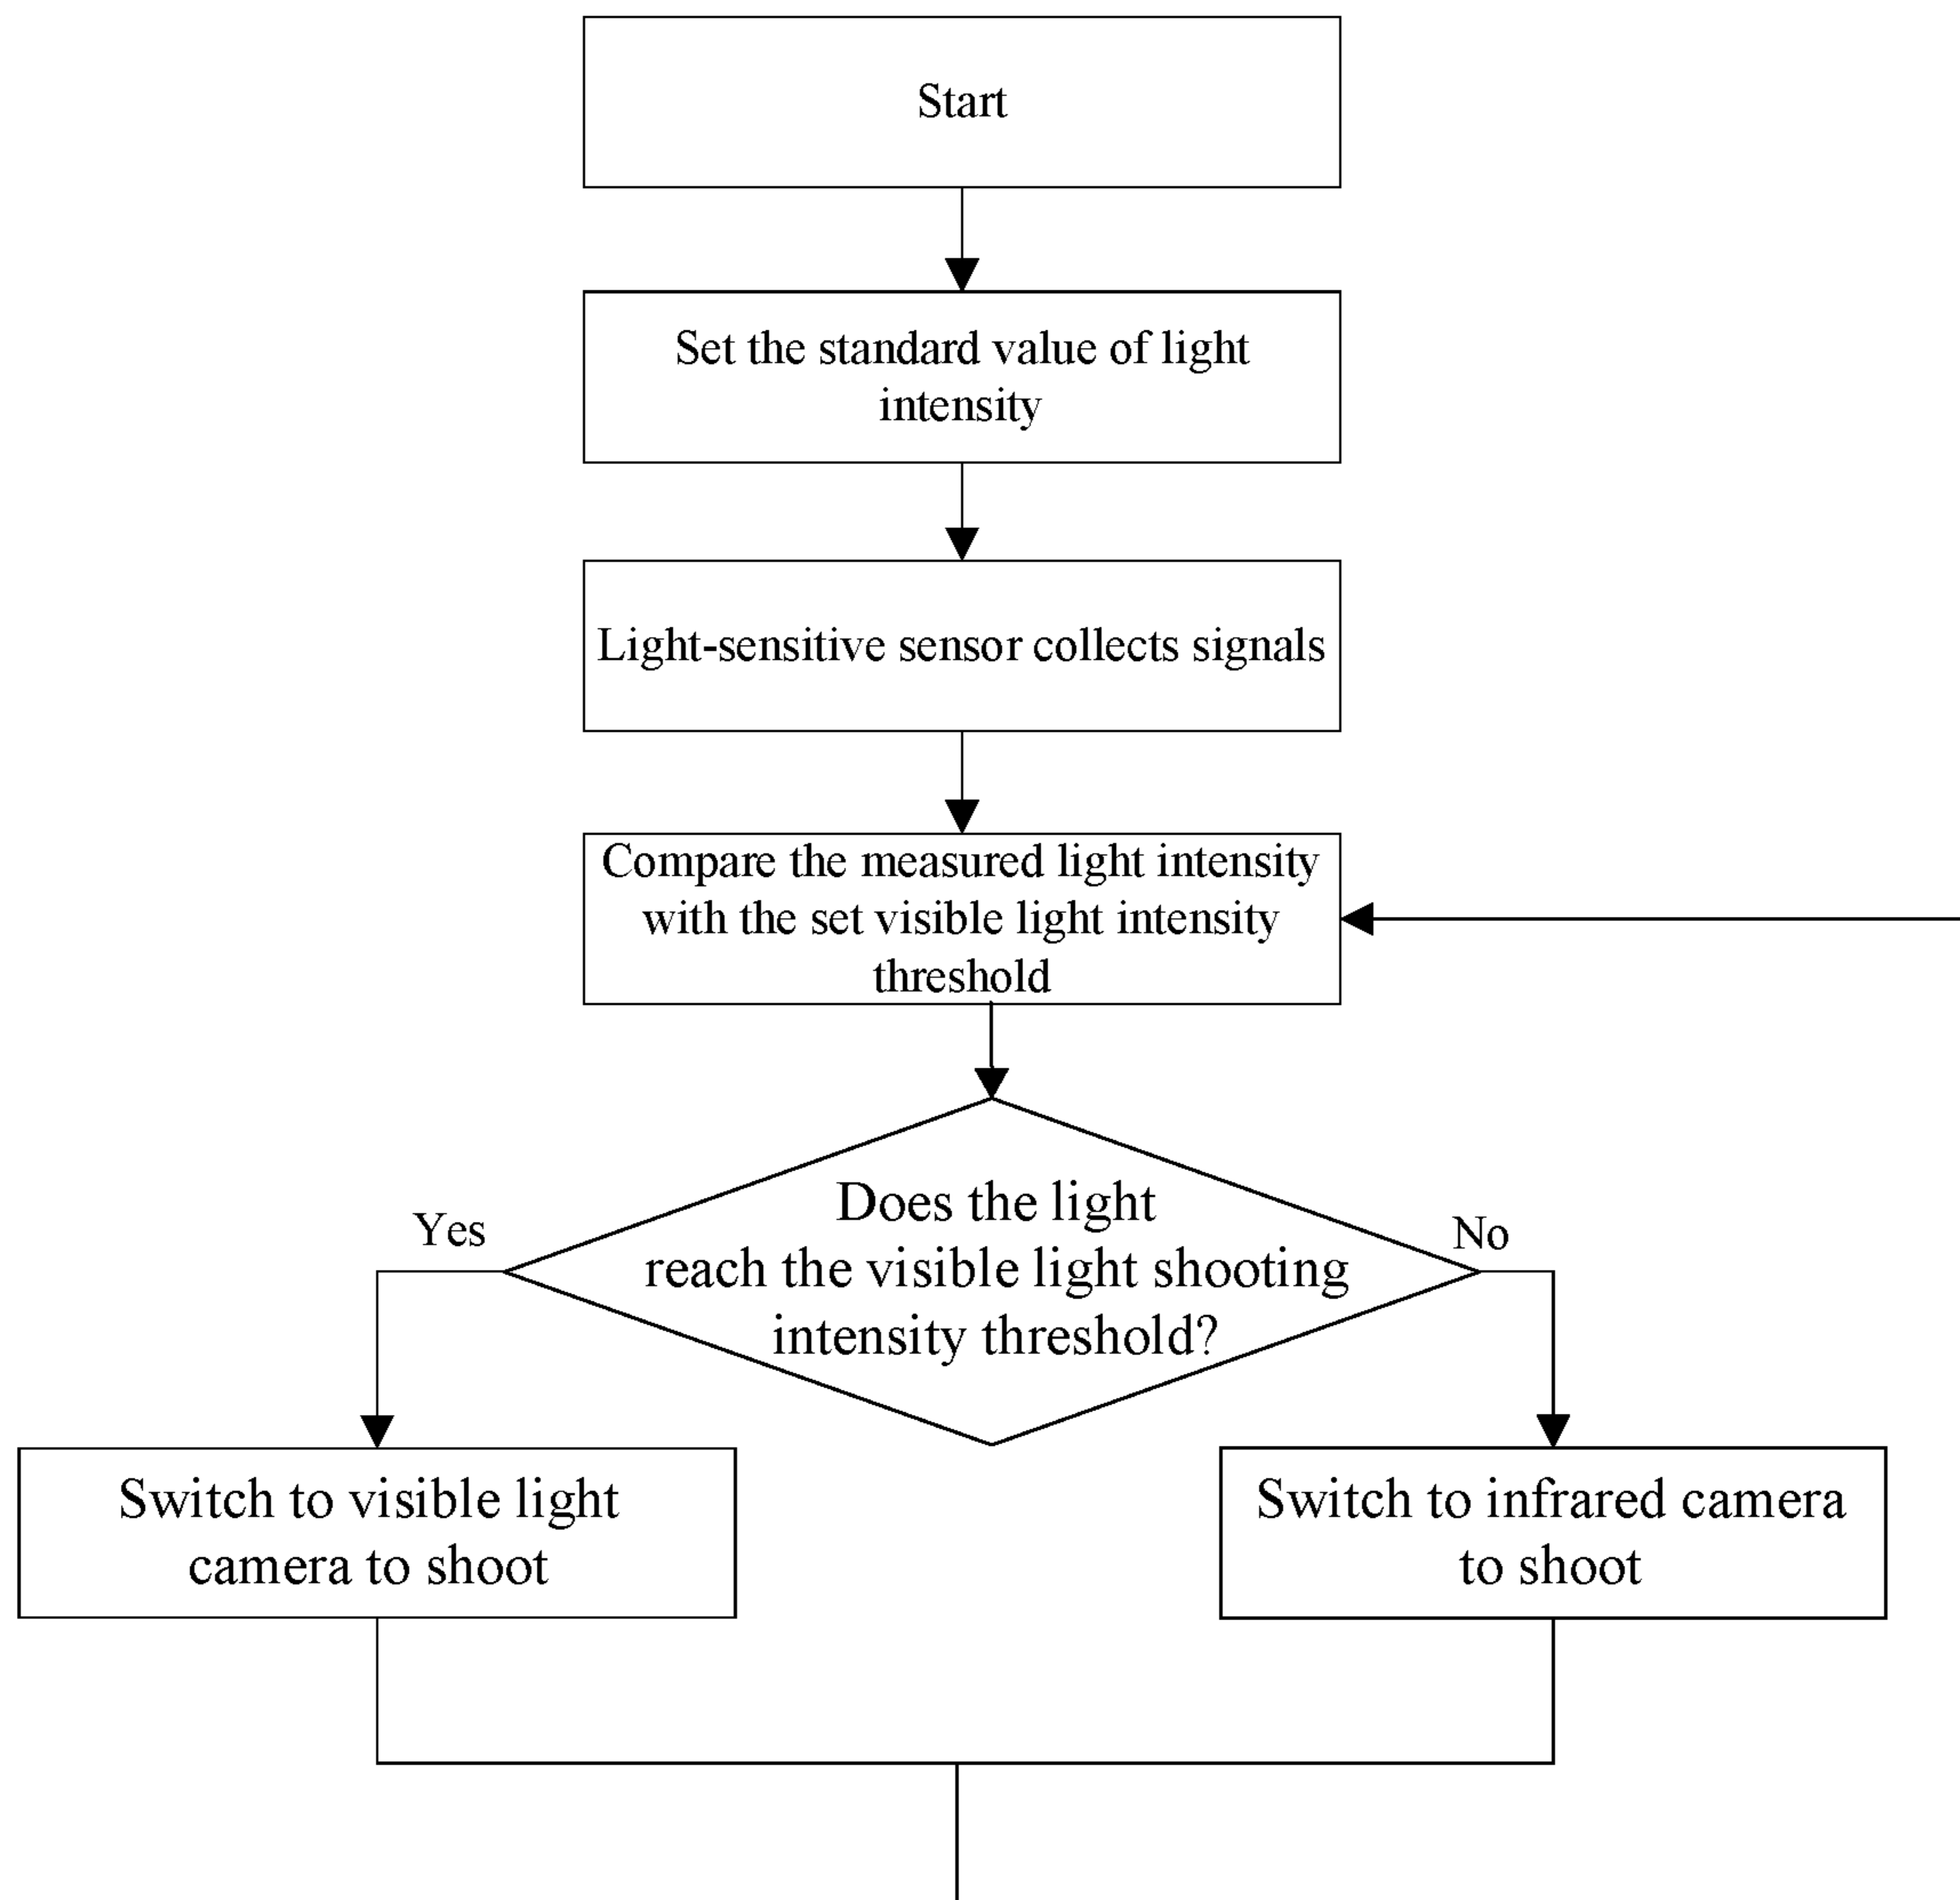 Start
Set the standard value of light
intensity
Light-sensitive sensor collects signals
Compare the measured light intensity
with the set visible light intensity
threshold
Does the light
reach the visible light shooting
intensity threshold?
Yes
No
Switch to visible light
camera to shoot
Switch to infrared camera
to shoot